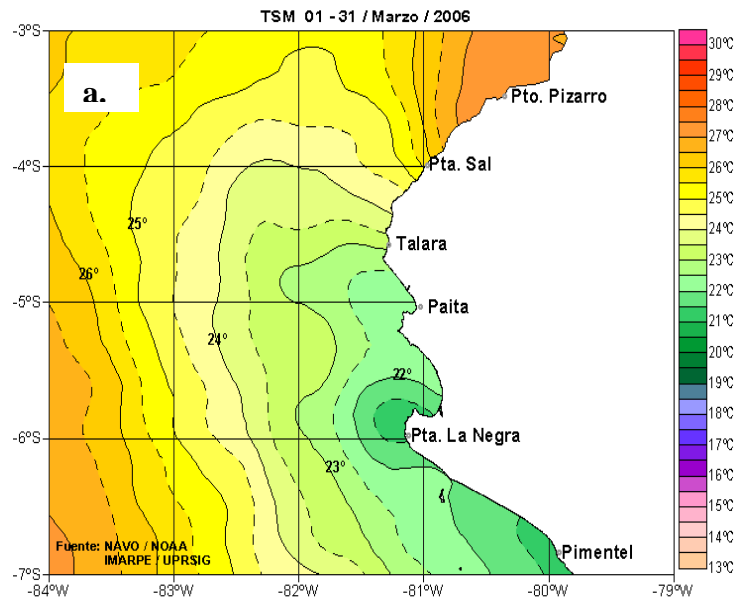 TSM 01 - 31 / Marzo / 2006
-3°S
-4°S
-5°S
-6°S
-7°S
a.
Pto. Pizarro
Pta. Sal
Talara
Paita
Pta. La Negra
Pimentel
25°
26°
24°
22°
23°
Fuente: NAVO / NOAA
IMARPE / UPRSIG
-84°W
-83°W
-82°W
-81°W
-80°W
-79°W
30°C
29°C
28°C
27°C
26°C
25°C
24°C
23°C
22°C
21°C
20°C
19°C
18°C
17°C
16°C
15°C
14°C
13°C